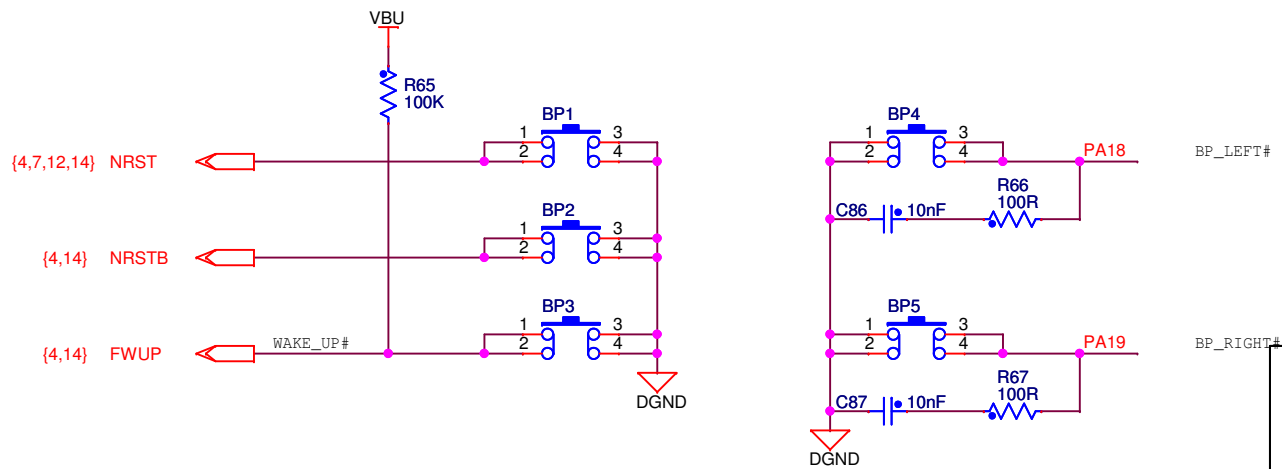 VBU
R65
100K
BP1
1 3
2 4
{4,7,12,14} NRST
BP2
1 3
2 4
{4,14} NRSTB
BP3
1 3
2 4
{4,14} FWUP WAKE_UP#
DGND
BP4
1 3
2 4
PA18 BP_LEFT#
C86 10nF
R66
100R
BP5
1 3
2 4
PA19 BP_RIGHT#
C87 10nF
R67
100R
DGND